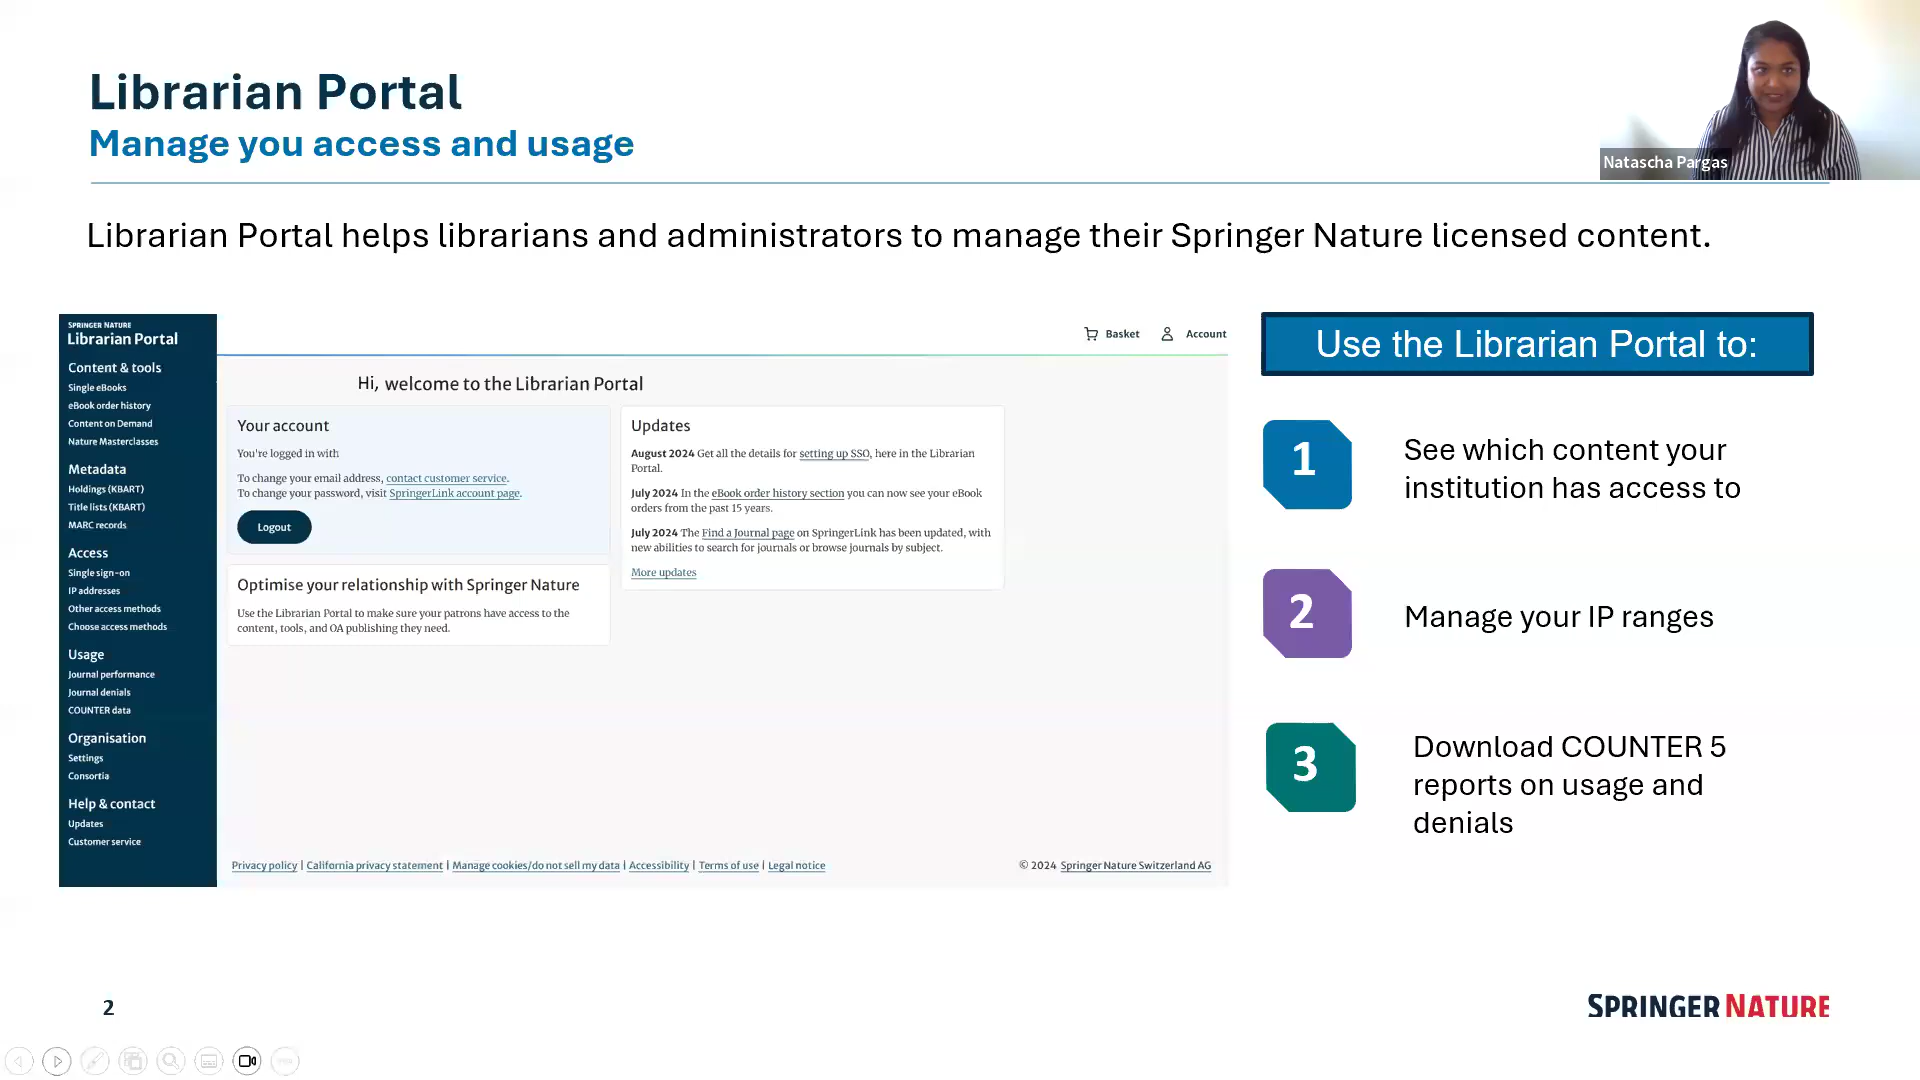 Librarian Portal
Manage you access and usage
Natascha Pargas
Librarian Portal helps librarians and administrators to manage their Springer Nature licensed content.
SPRINGER NATURE
Librarian Portal
Content & tools
Single eBooks
eBook order history
Content on Demand
Nature Masterclasses
Metadata
Holdings (KBART)
Title lists (KBART)
MARC records
Access
Single sign-on
IP addresses
Other access methods
Choose access methods
Usage
Journal performance
Journal denials
COUNTER data
Organisation
Settings
Consortia
Help & contact
Updates
Customer service
Basket
Account
Hi, welcome to the Librarian Portal
Your account
You're logged in with
To change your email address, contact customer service.
To change your password, visit SpringerLink account page.
Logout
Optimise your relationship with Springer Nature
Use the Librarian Portal to make sure your patrons have access to the
content, tools, and OA publishing they need.
Updates
August 2024 Get all the details for setting up SSO, here in the Librarian
Portal.
July 2024 In the eBook order history section you can now see your eBook
orders from the past 15 years.
July 2024 The Find a Journal page on SpringerLink has been updated, with
new abilities to search for journals or browse journals by subject.
More updates
Privacy policy | California privacy statement | Manage cookies/do not sell my data | Accessibility | Terms of use | Legal notice
© 2024 Springer Nature Switzerland AG
Use the Librarian Portal to:
1
See which content your
institution has access to
2
Manage your IP ranges
3
Download COUNTER 5
reports on usage and
denials
2
SPRINGER NATURE